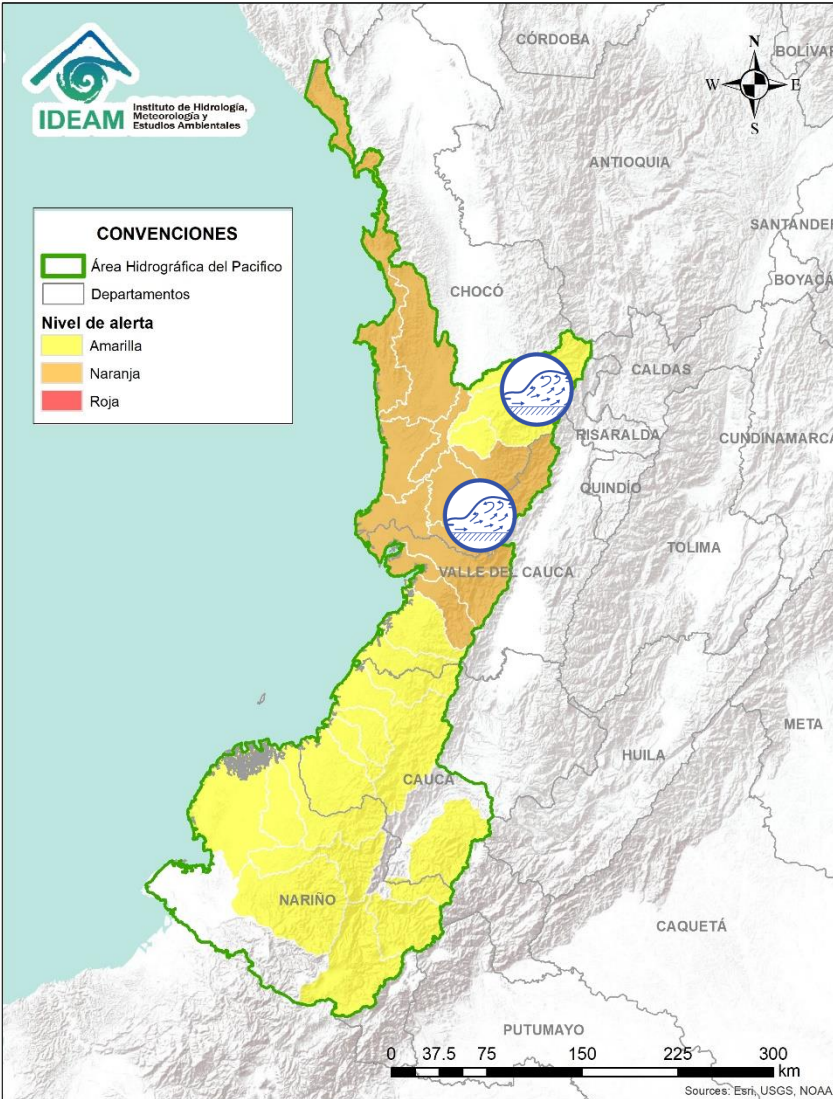 IDEAM
Instituto de Hidrología,
Meteorología y
Estudios Ambientales
N
W
E
S
CÓRDOBA
BOLÍVAR
ANTIOQUIA
SANTANDER
BOYACÁ
CONVENCIONES
Área Hidrográfica del Pacifico
Departamentos
Nivel de alerta
Amarilla
Naranja
Roja
CHOCÓ
CALDAS
RISARALDA
CUNDINAMARCA
QUINDÍO
TOLIMA
VALLE DEL CAUCA
META
HUILA
CAUCA
NARIÑO
CAQUETÁ
PUTUMAYO
0 37.5 75 150 225 300
km
Sources: Esri, USGS, NOAA